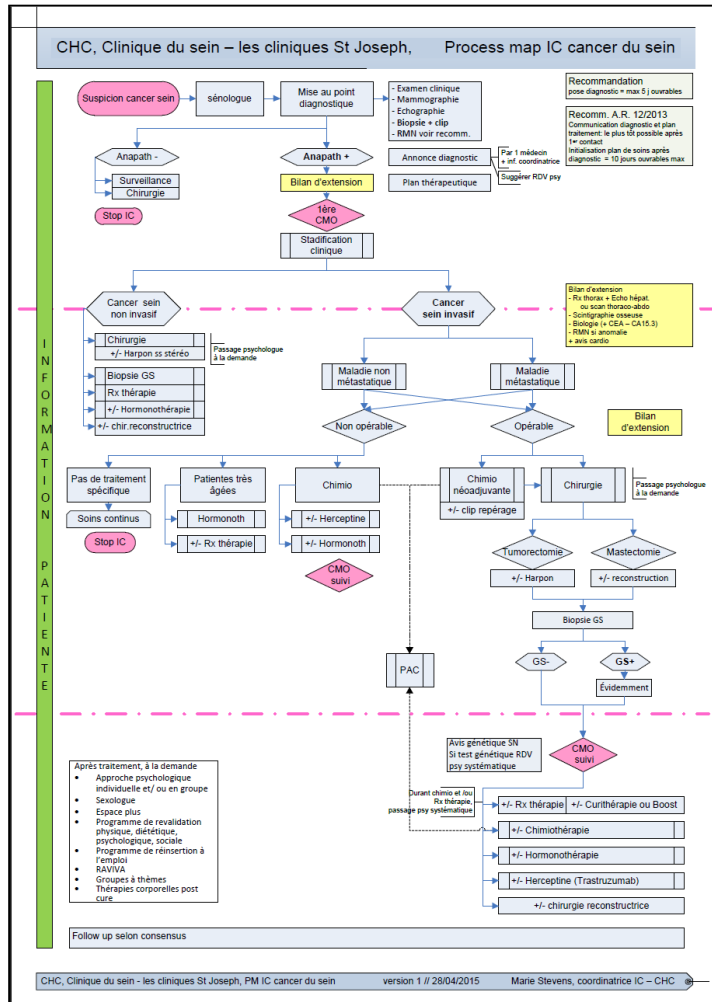 CHC, Clinique du sein – les cliniques St Joseph, Process map IC cancer du sein
Suspicion cancer sein
sénologue
Mise au point
diagnostique
- Examen clinique
- Mammographie
- Echographie
- Biopsie + clip
- RMN voir recomm.
Recommandation
pose diagnostic = max 5 j ouvrables
Recomm. A.R. 12/2013
Communication diagnostic et plan
traitement: le plus tôt possible après
1er contact
Initialisation plan de soins après
diagnostic = 10 jours ouvrables max
Anapath -
Surveillance
Chirurgie
Stop IC
Anapath +
Bilan d'extension
Annonce diagnostic
Plan thérapeutique
Par 1 médecin
+ inf. coordinatrice
Suggérer RDV psy
1ère
CMO
Stadification
clinique
Cancer sein
non invasif
Cancer
sein invasif
Bilan d'extension
- Rx thorax + Echo hépat.
ou scan thoraco-abdo
- Scintigraphie osseuse
- Biologie (+ CEA – CA15.3)
- RMN si anomalie
+ avis cardio
INFORMATION PATIENTE
Chirurgie
+/- Harpon ss stéréo
Passage psychologue
à la demande
Biopsie GS
Rx thérapie
+/- Hormonothérapie
+/- chir.reconstructrice
Maladie non
métastatique
Maladie
métastatique
Non opérable
Opérable
Bilan
d'extension
Pas de traitement
spécifique
Soins continus
Stop IC
Patientes très
âgées
Hormonoth
+/- Rx thérapie
Chimio
+/- Herceptine
+/- Hormonoth
CMO
suivi
Chimio
néoadjuvante
+/- clip repérage
Chirurgie
Passage psychologue
à la demande
Tumorectomie
+/- Harpon
Mastectomie
+/- reconstruction
Biopsie GS
GS-
GS+
Évidemment
PAC
Avis génétique SN
Si test génétique RDV
psy systématique
CMO
suivi
Durant chimio et /ou
Rx thérapie,
passage psy systématique
+/- Rx thérapie
+/- Curithérapie ou Boost
+/- Chimiothérapie
+/- Hormonothérapie
+/- Herceptine (Trastruzumab)
+/- chirurgie reconstructrice
Après traitement, à la demande
• Approche psychologique
individuelle et/ ou en groupe
• Sexologue
• Espace plus
• Programme de revalidation
physique, diététique,
psychologique, sociale
• Programme de réinsertion à
l'emploi
• RAVIVA
• Groupes à thèmes
• Thérapies corporelles post
cure
Follow up selon consensus
CHC, Clinique du sein - les cliniques St Joseph, PM IC cancer du sein version 1 // 28/04/2015 Marie Stevens, coordinatrice IC – CHC